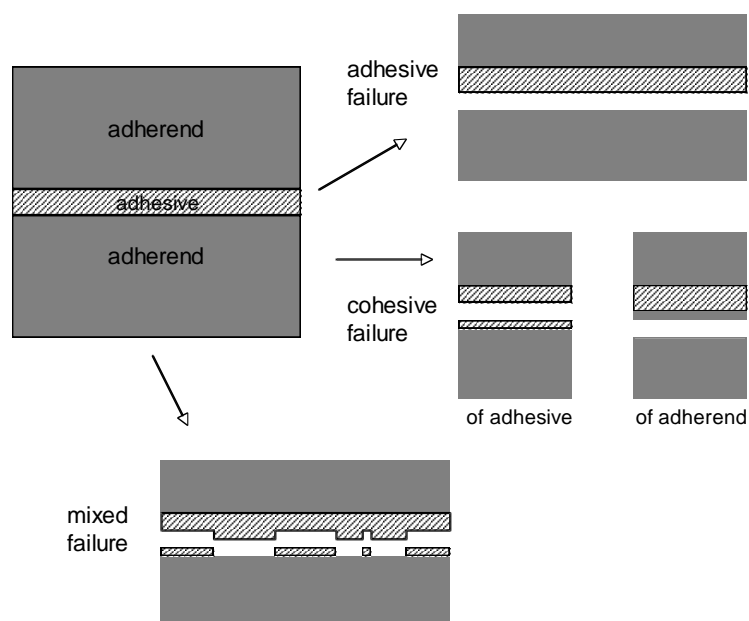 adherend
adhesive
adherend
adhesive
failure
cohesive
failure
of adhesive
of adherend
mixed
failure